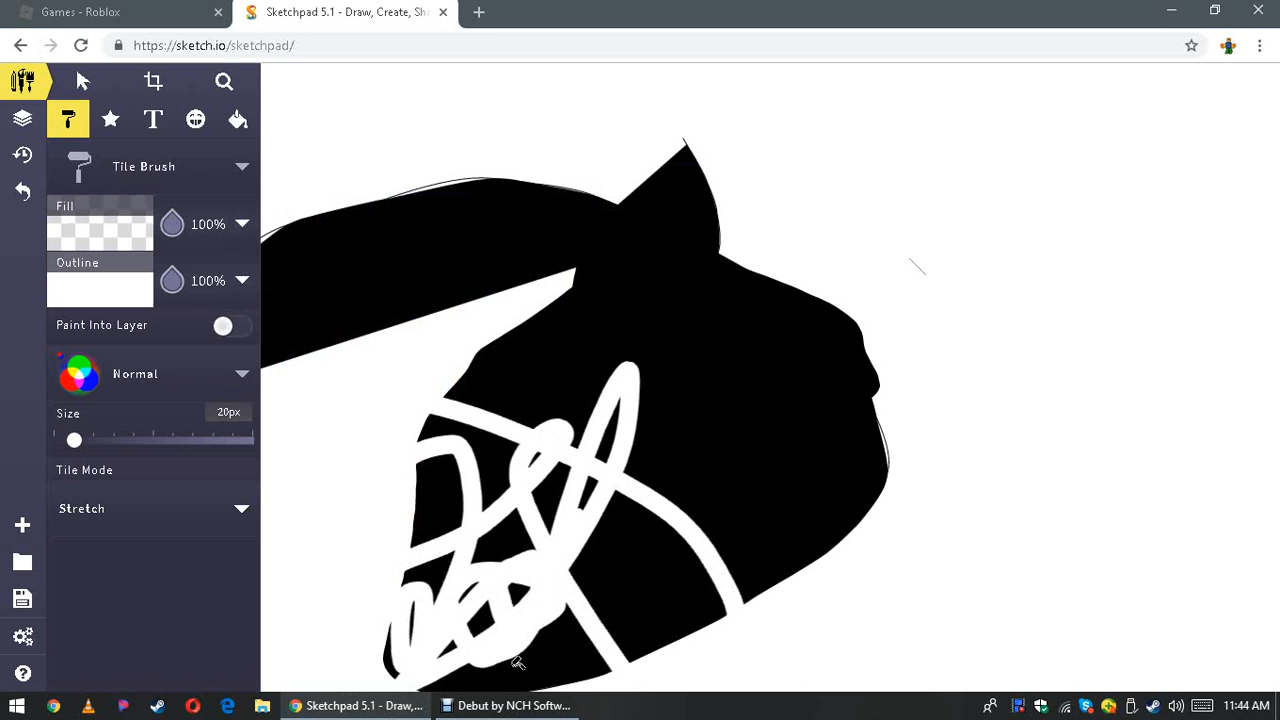 Games - Roblox
Sketchpad 5.1 - Draw, Create, Sha
https://sketch.io/sketchpad/
Tile Brush
Fill
100%
Outline
100%
Paint Into Layer
Normal
Size
20px
Tile Mode
Stretch
Sketchpad 5.1 - Draw,...
Debut by NCH Softw...
11:44 AM